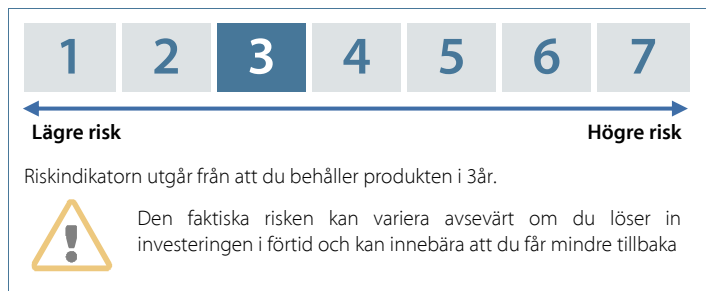 1 2 3 4 5 6 7
Lägre risk Högre risk
Riskindikatorn utgår från att du behåller produkten i 3år.
Den faktiska risken kan variera avsevärt om du löser in
investeringen i förtid och kan innebära att du får mindre tillbaka